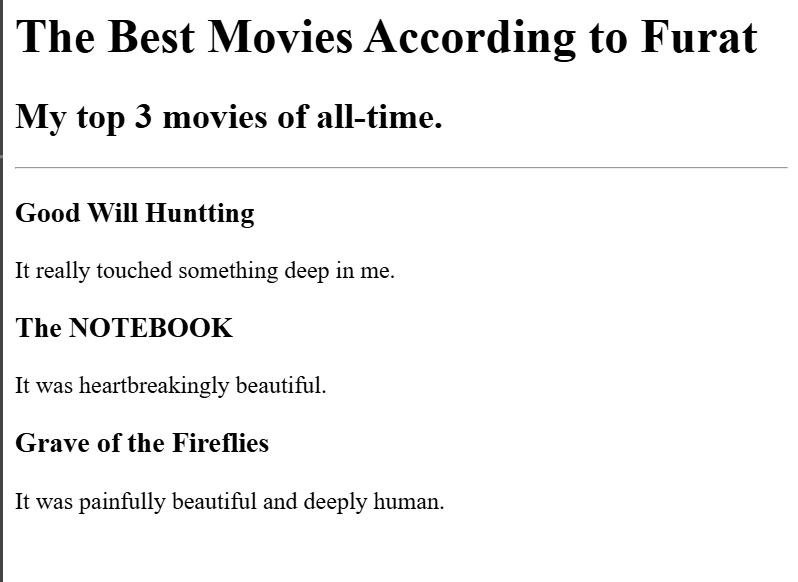 The Best Movies According to Furat
My top 3 movies of all-time.
Good Will Huntting
It really touched something deep in me.
The NOTEBOOK
It was heartbreakingly beautiful.
Grave of the Fireflies
It was painfully beautiful and deeply human.